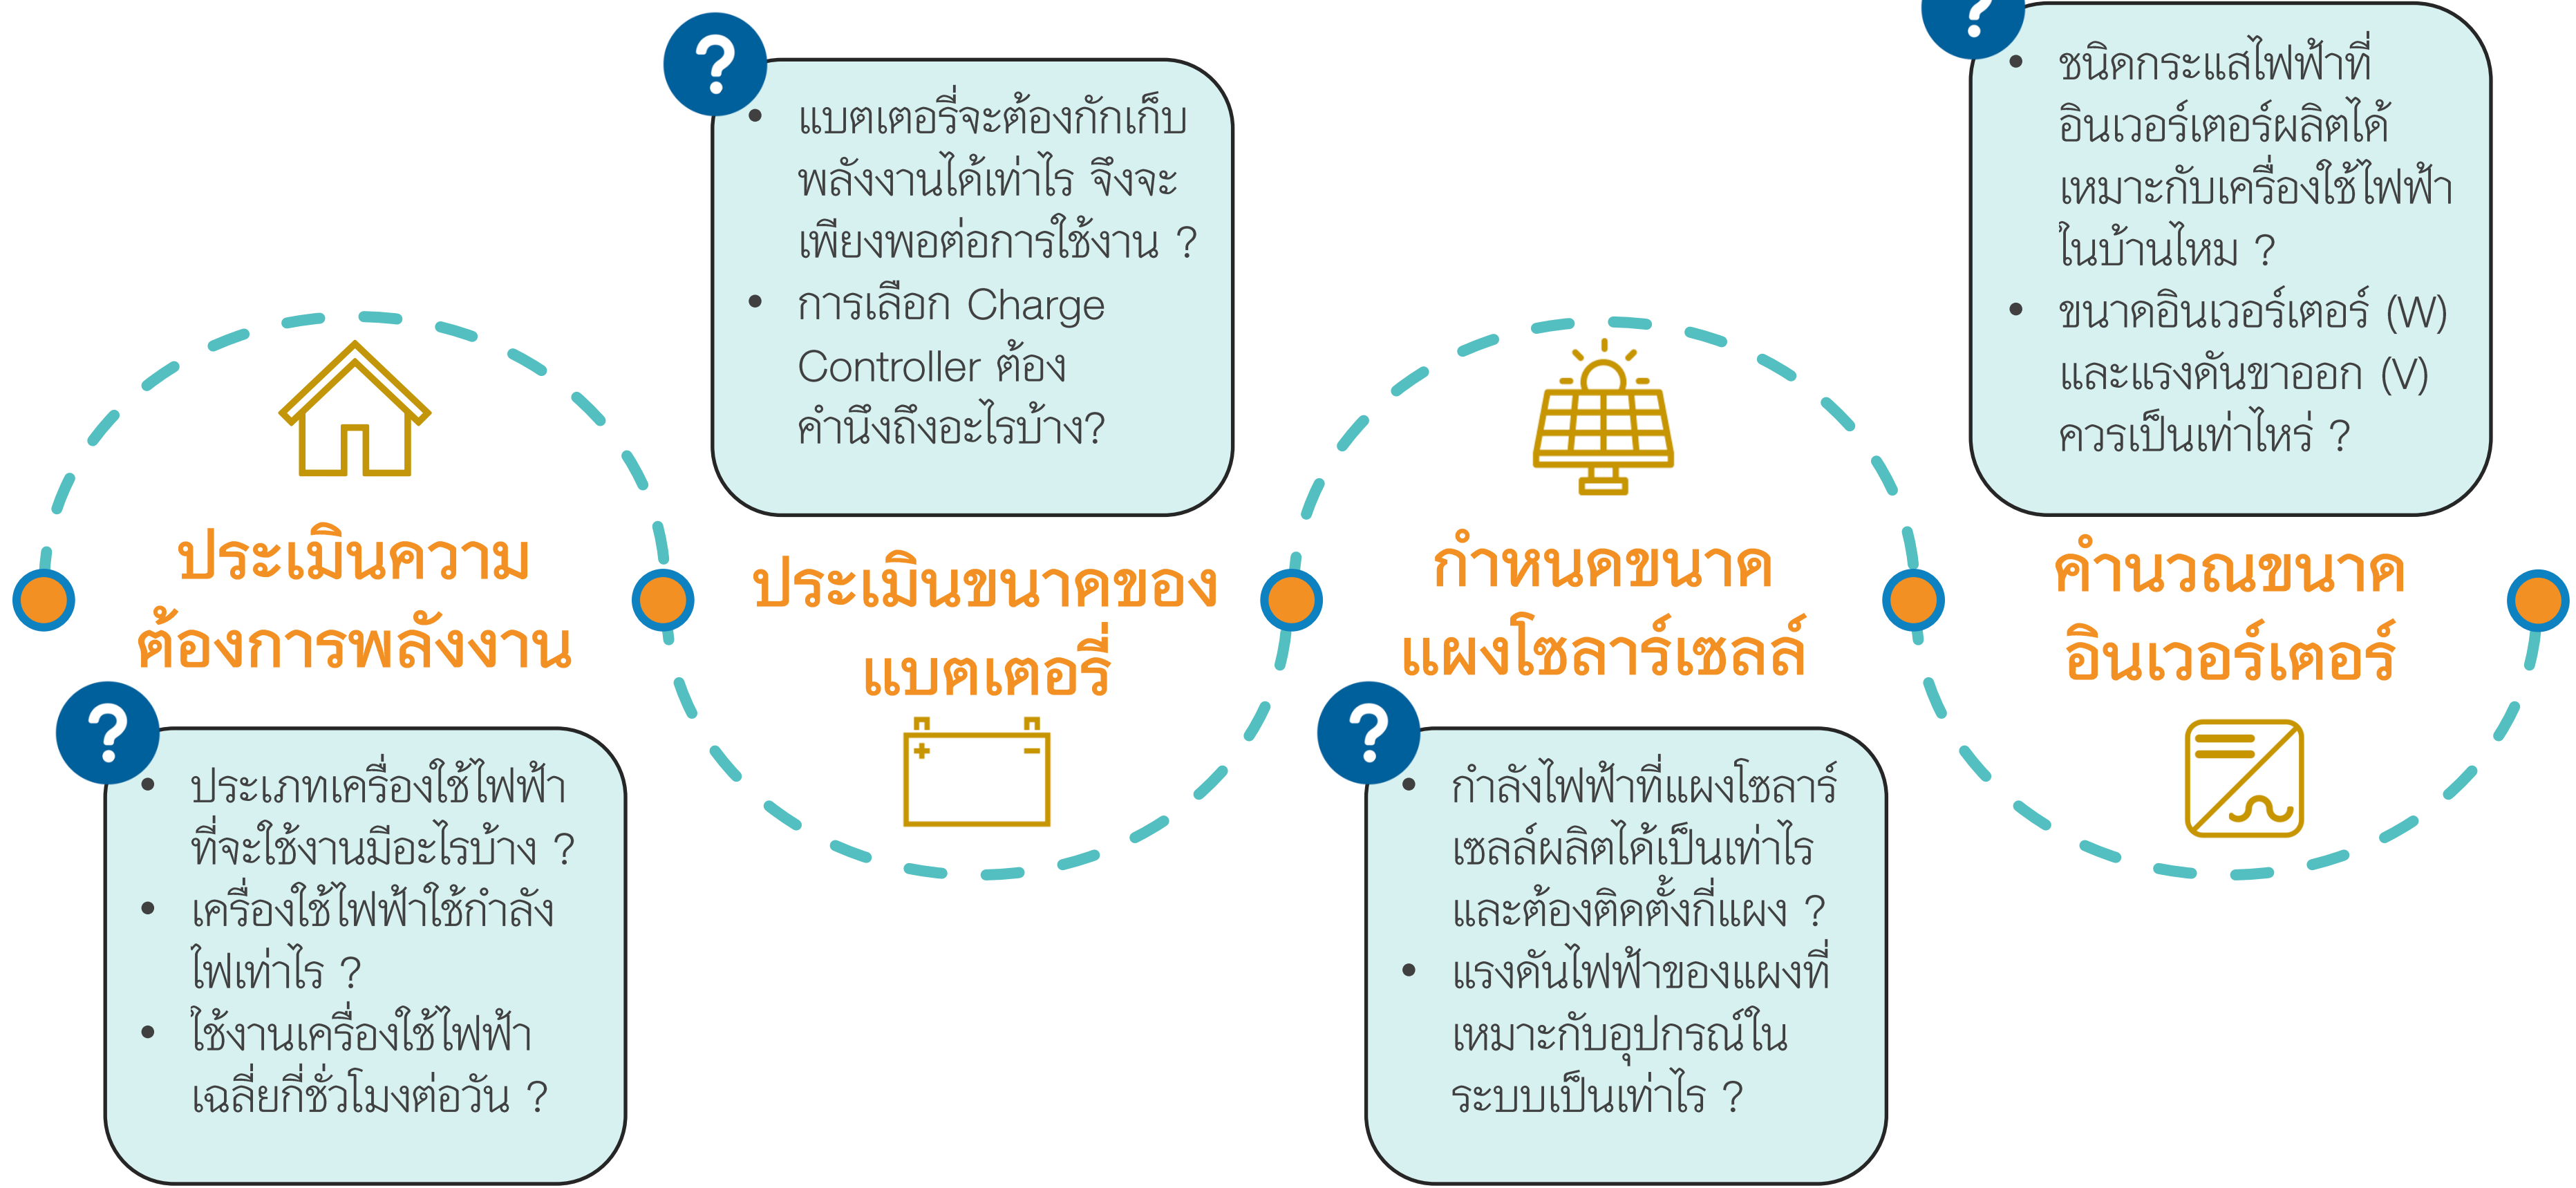 ประเมินความ
ต้องการพลังงาน
?
• ประเภทเครื่องใช้ไฟฟ้า
ที่จะใช้งานมีอะไรบ้าง ?
• เครื่องใช้ไฟฟ้าใช้กำลัง
ไฟเท่าไร ?
• ใช้งานเครื่องใช้ไฟฟ้า
เฉลี่ยกี่ชั่วโมงต่อวัน ?
?
• แบตเตอรี่จะต้องกักเก็บ
พลังงานได้เท่าไร จึงจะ
เพียงพอต่อการใช้งาน ?
• การเลือก Charge
Controller ต้อง
คำนึงถึงอะไรบ้าง?
ประเมินขนาดของ
แบตเตอรี่
+ −
กำหนดขนาด
แผงโซลาร์เซลล์
?
• กำลังไฟฟ้าที่แผงโซลาร์
เซลล์ผลิตได้เป็นเท่าไร
และต้องติดตั้งกี่แผง ?
• แรงดันไฟฟ้าของแผงที่
เหมาะกับอุปกรณ์ใน
ระบบเป็นเท่าไร ?
?
• ชนิดกระแสไฟฟ้าที่
อินเวอร์เตอร์ผลิตได้
เหมาะกับเครื่องใช้ไฟฟ้า
ในบ้านไหม ?
• ขนาดอินเวอร์เตอร์ (W)
และแรงดันขาออก (V)
ควรเป็นเท่าไหร่ ?
คำนวณขนาด
อินเวอร์เตอร์